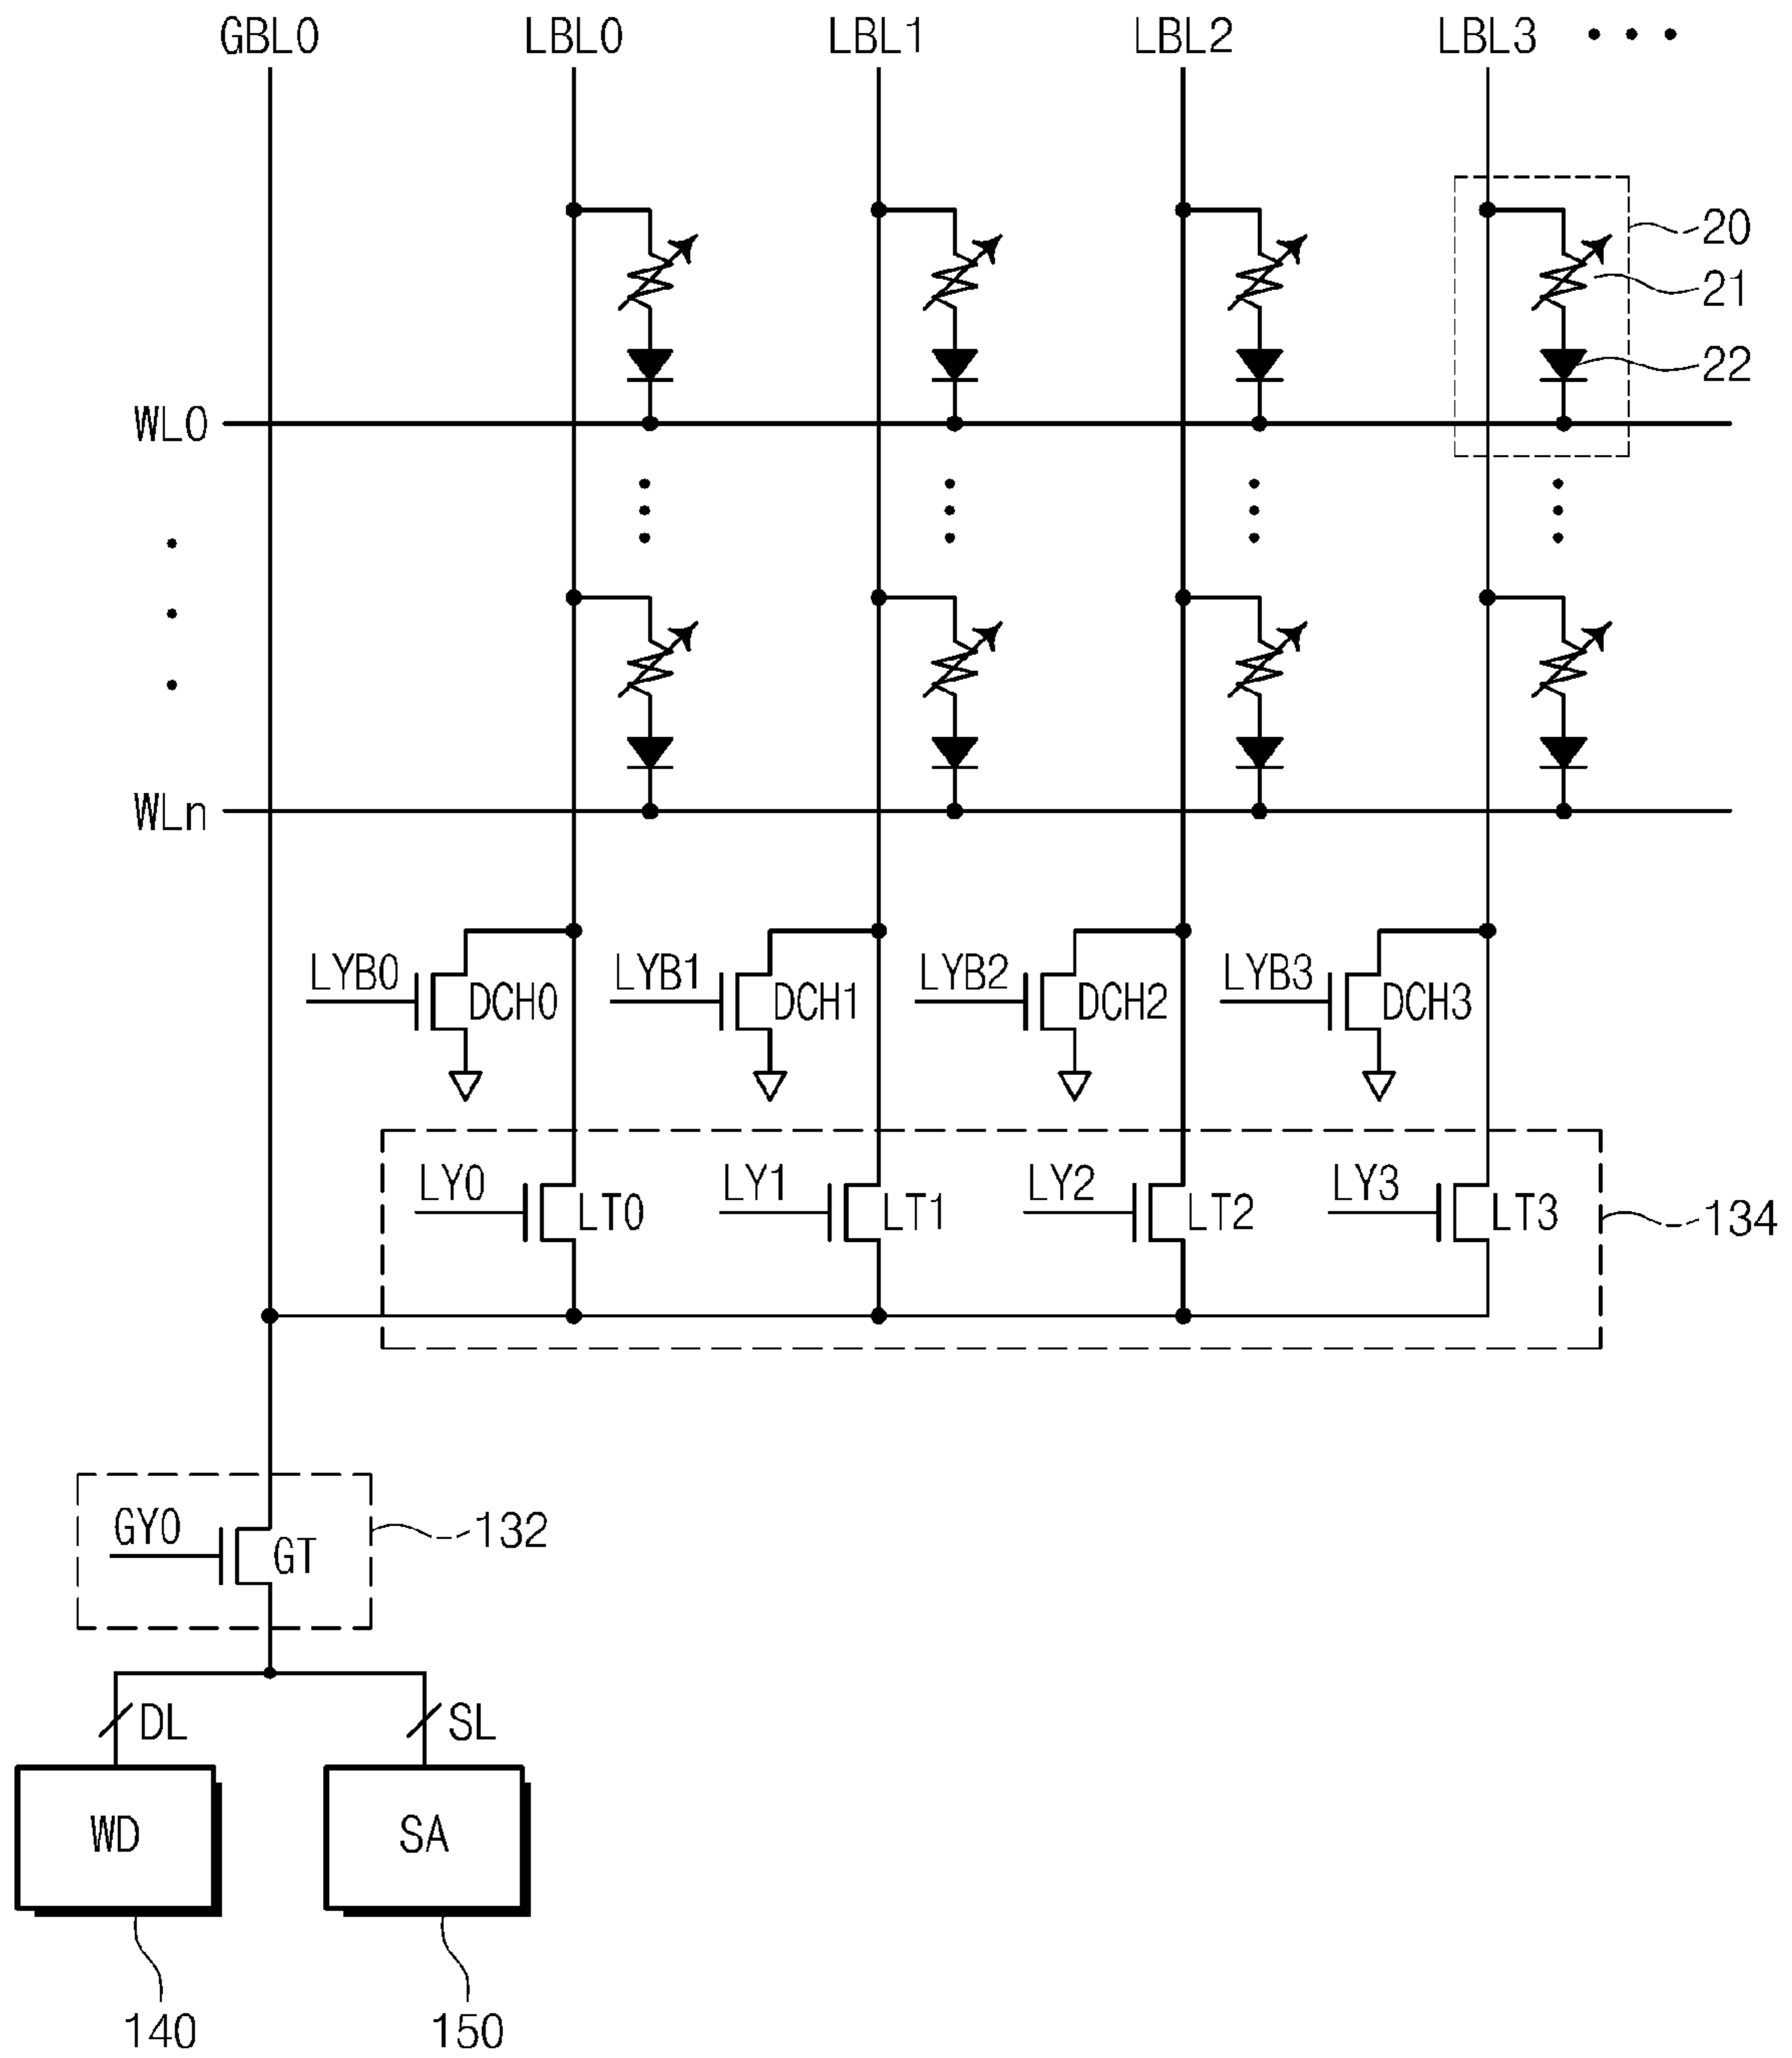 GBL0 LBL0 LBL1 LBL2 LBL3 • • •
20
21
22
WL0
WLn
LYB0 DCH0 LYB1 DCH1 LYB2 DCH2 LYB3 DCH3
LY0 LT0 LY1 LT1 LY2 LT2 LY3 LT3 134
GY0 GT 132
DL SL
WD SA
140 150